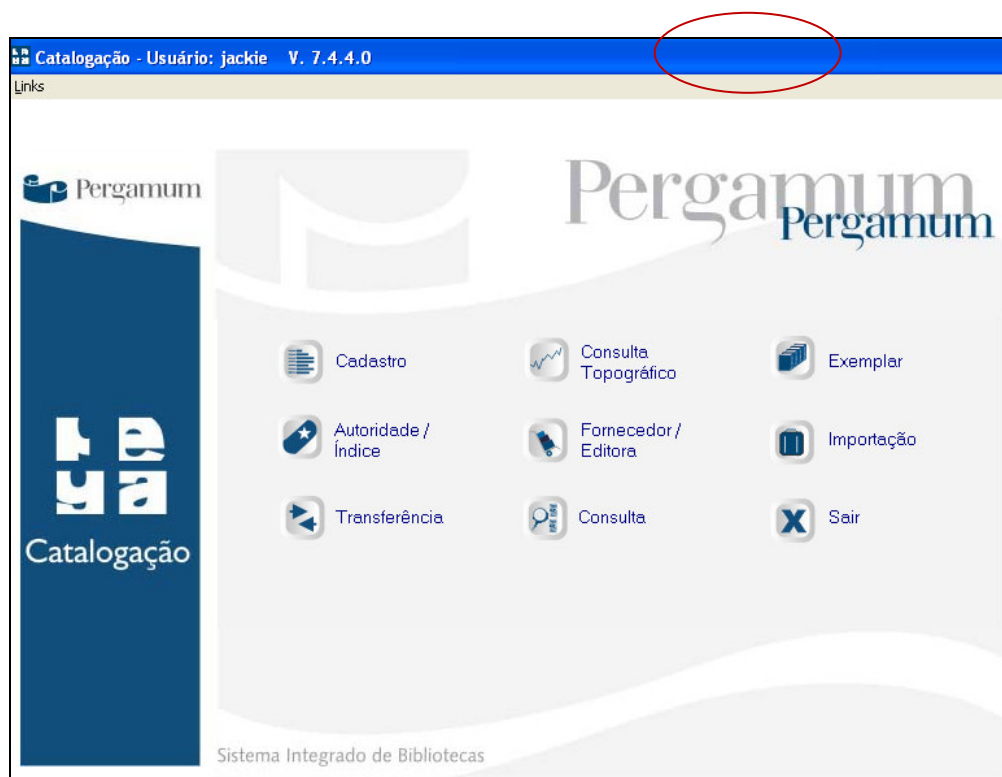 Catalogação - Usuário: jackie V. 7.4.4.0
Links
Pergamum
Pergamum
Pergamum
Cadastro
Consulta
Topográfico
Exemplar
Autoridade /
Índice
Fornecedor /
Editora
Importação
Transferência
Consulta
Sair
Catalogação
Sistema Integrado de Bibliotecas